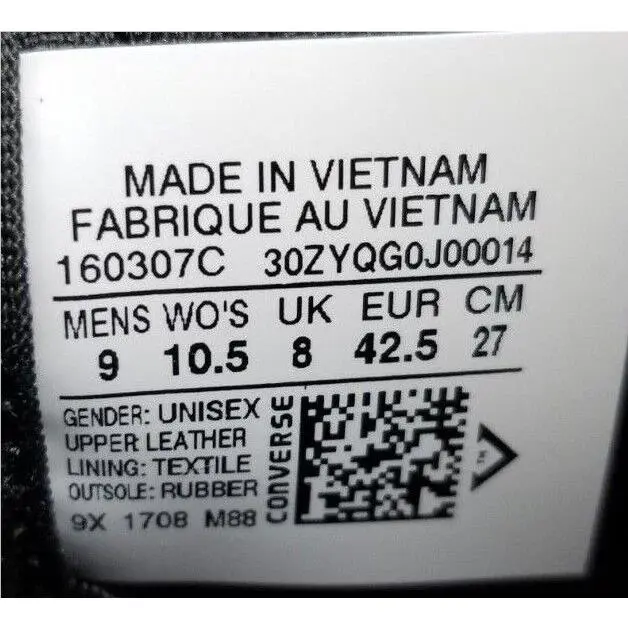 MADE IN VIETNAM
FABRIQUE AU VIETNAM
160307C 30ZYQG0J00014
MENS WO'S UK EUR CM
9 10.5 8 42.5 27
GENDER: UNISEX
UPPER LEATHER
LINING: TEXTILE
OUTSOLE: RUBBER
9X 1708 M88
CONVERSE
TM